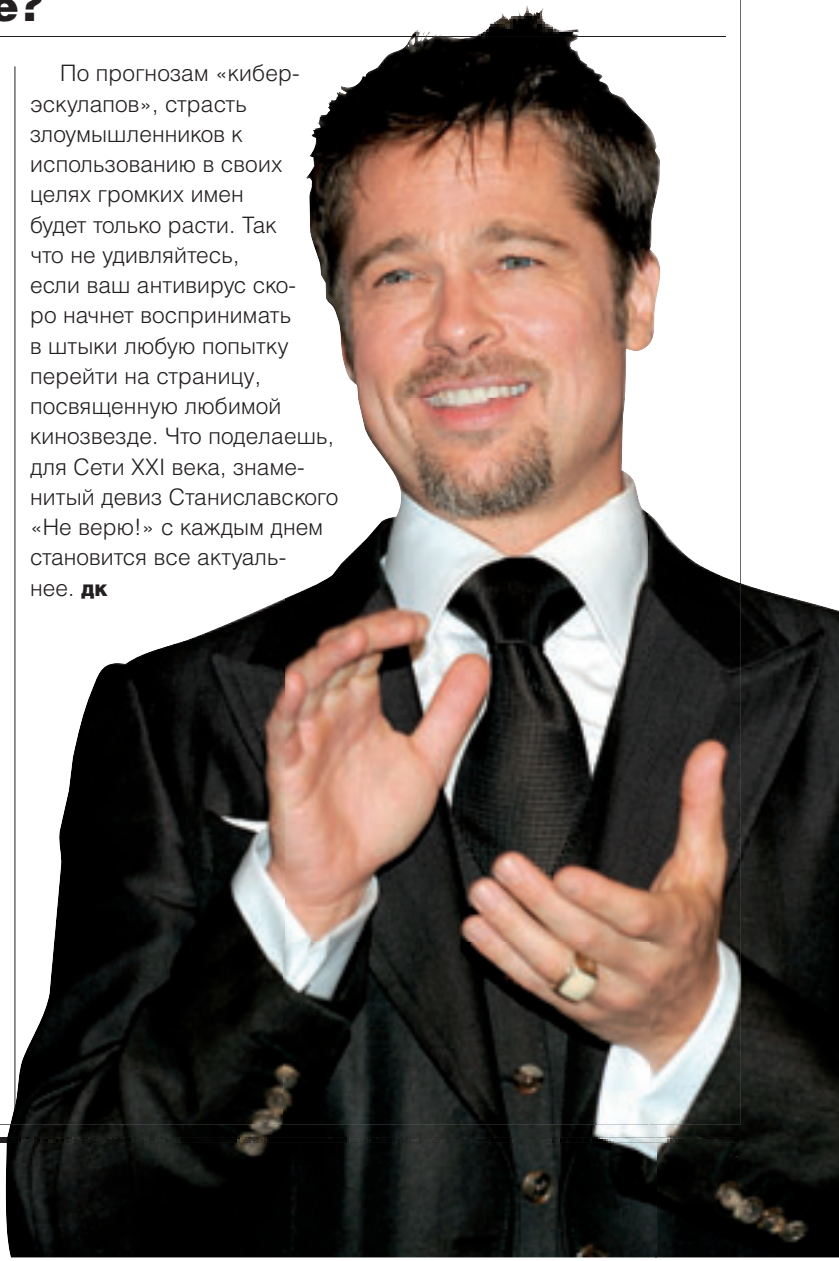 е?
По прогнозам «кибер-
эскулапов», страсть
злоумышленников к
использованию в своих
целях громких имен
будет только расти. Так
что не удивляйтесь,
если ваш антивирус ско-
ро начнет воспринимать
в штыки любую попытку
перейти на страницу,
посвященную любимой
кинозвезде. Что поделаешь,
для Сети XXI века, знаме-
нитый девиз Станиславского
«Не верю!» с каждым днем
становится все актуаль-
нее. дк